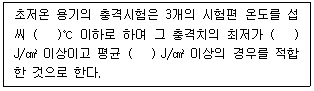 초저온 용기의 충격시험은 3개의 시험편 온도를 섭
씨 (   )℃ 이하로 하여 그 충격치의 최저가 (   )
J/㎠ 이상이고 평균 (   ) J/㎠ 이상의 경우를 적합
한 것으로 한다.